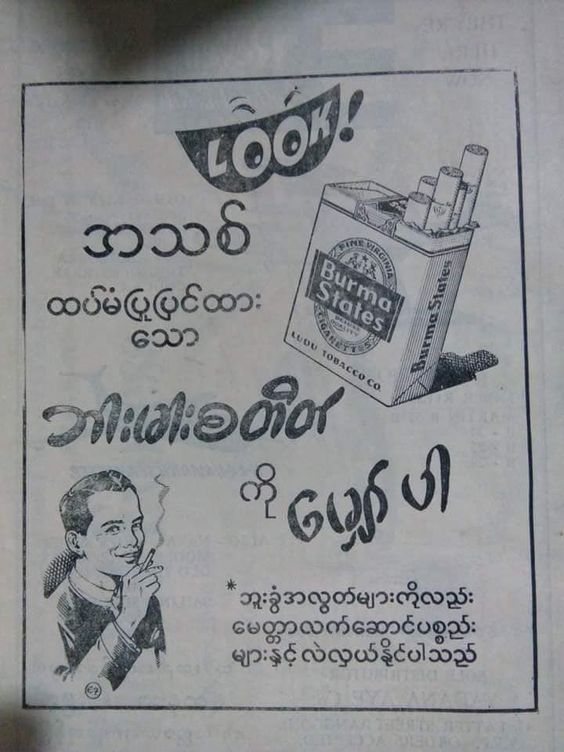 LOOK!
အသစ်
ထပ်မံပြုပြင်ထား
သော
FINE VIRGINIA
Burma
States
DELUXE
QUALITY
CIGARETTES
LUDU TOBACCO CO.
Burma States
ဘါးမါးစတိတ်
ကို
မျှော်ပါ
*ဘူးခွံအလွတ်များကိုလည်း
မေတ္တာလက်ဆောင်ပစ္စည်း
များနှင့်လဲလှယ်နိုင်ပါသည်